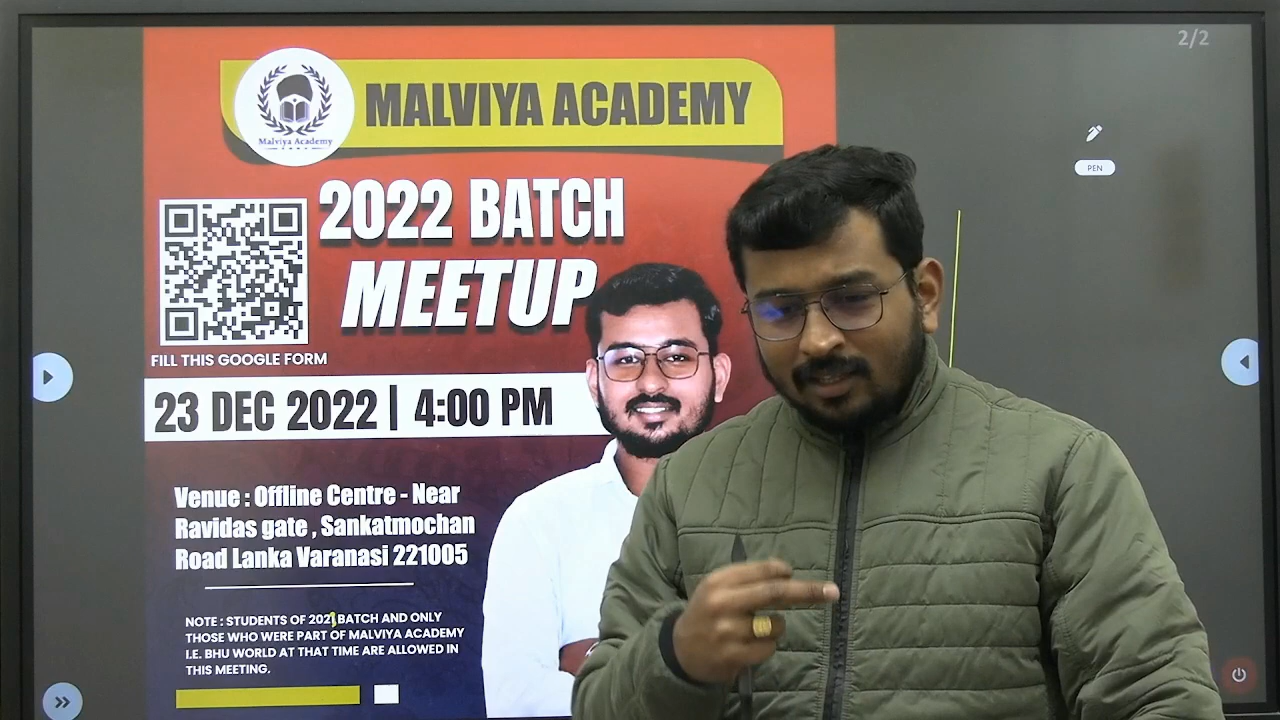 2/2
Malviya Academy
MALVIYA ACADEMY
PEN
2022 BATCH
MEETUP
FILL THIS GOOGLE FORM
23 DEC 2022 | 4:00 PM
Venue : Offline Centre - Near
Ravidas gate , Sankatmochan
Road Lanka Varanasi 221005
NOTE : STUDENTS OF 2022 BATCH AND ONLY
THOSE WHO WERE PART OF MALVIYA ACADEMY
I.E. BHU WORLD AT THAT TIME ARE ALLOWED IN
THIS MEETING.